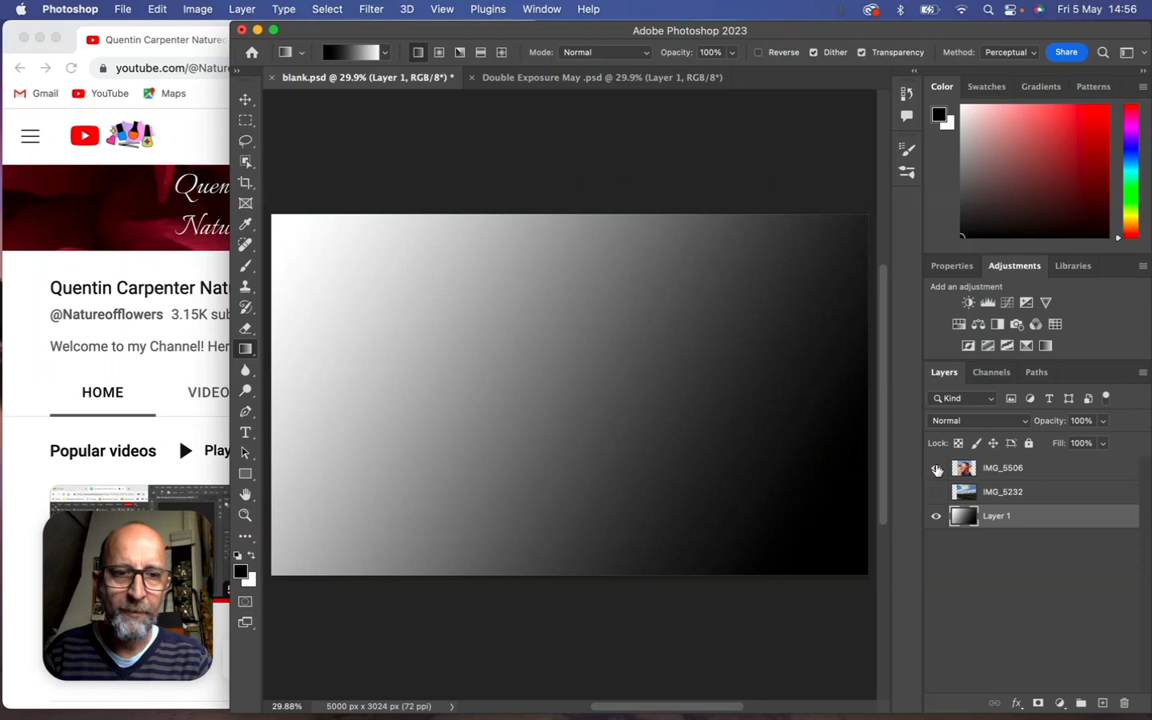 Photoshop File Edit Image Layer Type Select Filter 3D View Plugins Window Help Fri 5 May 14:56
Quentin Carpenter Nature
youtube.com/@Nature
Gmail YouTube Maps
Quen
Natu
Quentin Carpenter Nat
@Natureofflowers 3.15K sub
Welcome to my Channel! Her
HOME VIDEO
Popular videos Play
Adobe Photoshop 2023
Mode: Normal Opacity: 100% Reverse Dither Transparency Method: Perceptual Share
blank.psd @ 29.9% (Layer 1, RGB/8*) * Double Exposure May .psd @ 29.9% (Layer 1, RGB/8*)
29.88% 5000 px x 3024 px (72 ppi)
Color Swatches Gradients Patterns
Properties Adjustments Libraries
Add an adjustment
Layers Channels Paths
Kind
Normal Opacity: 100%
Lock: Fill: 100%
IMG_5506
IMG_5232
Layer 1